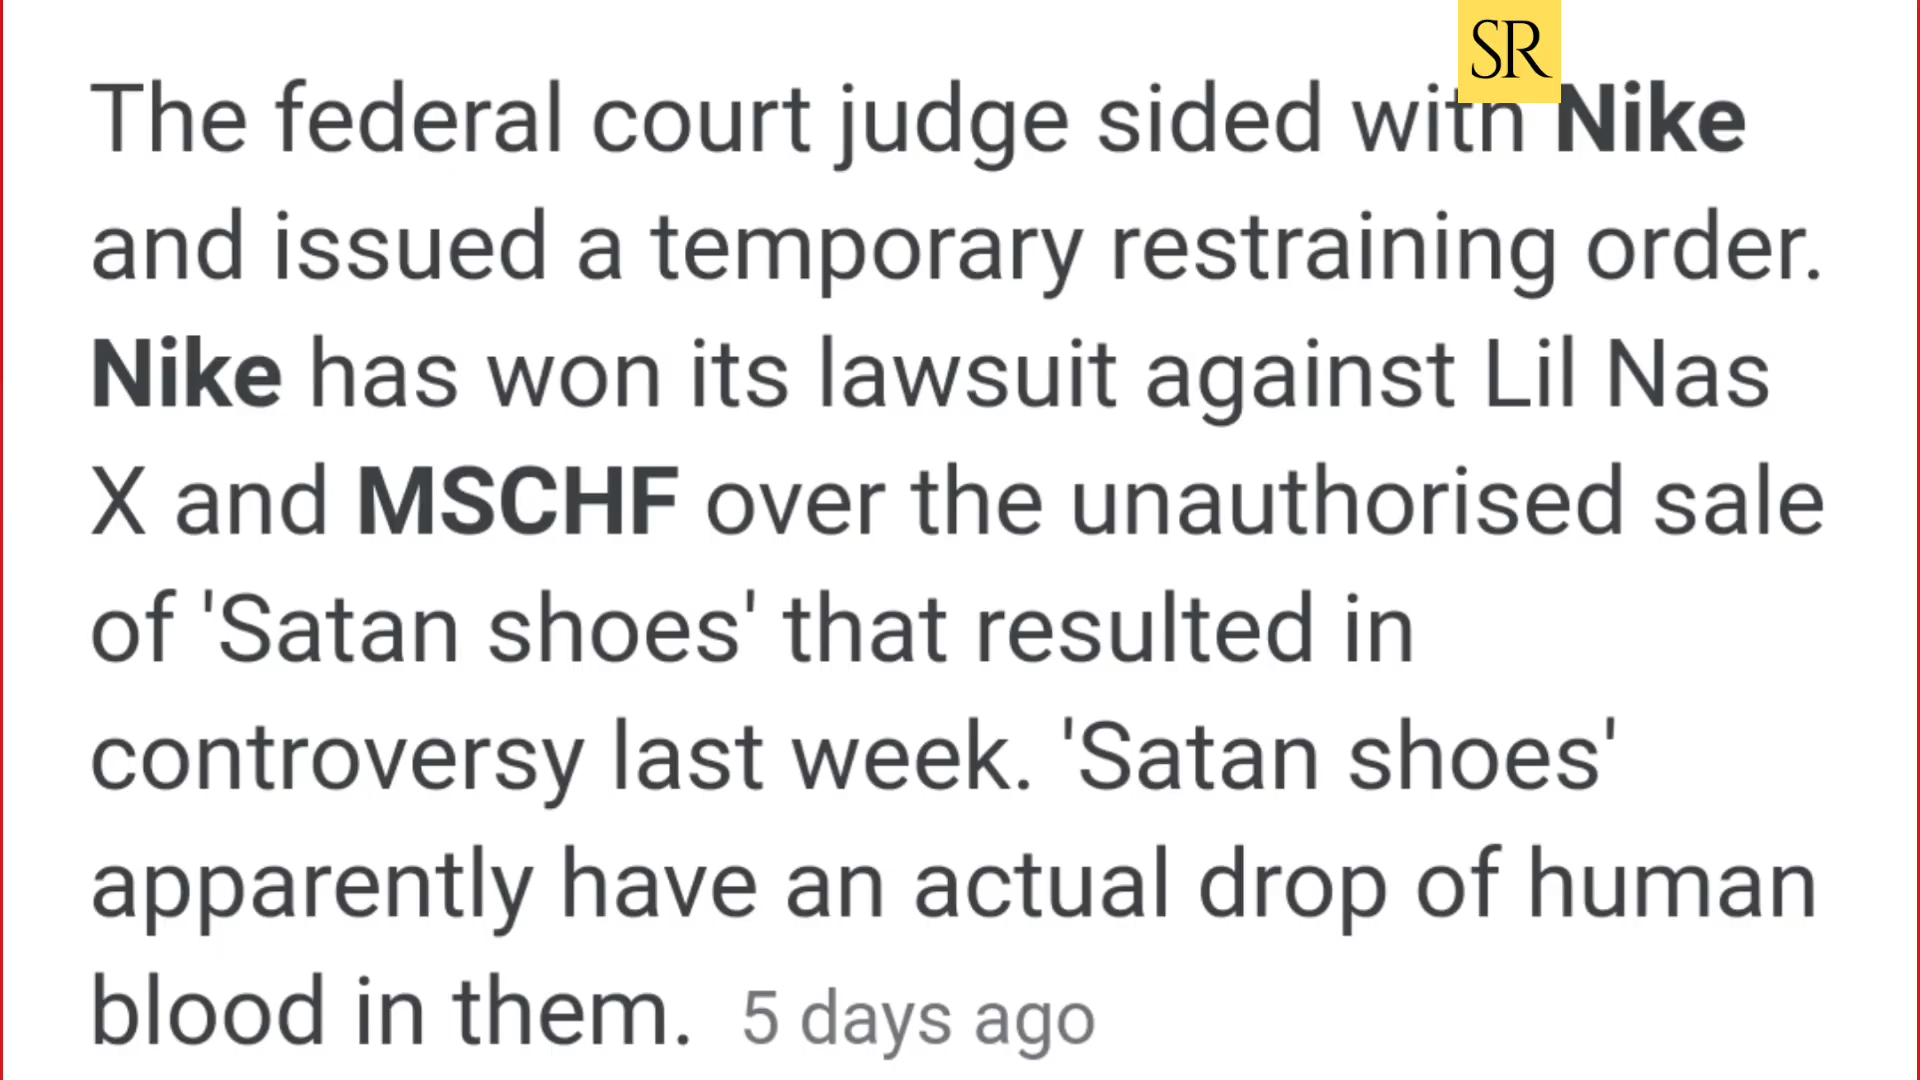 SR
The federal court judge sided with Nike
and issued a temporary restraining order.
Nike has won its lawsuit against Lil Nas
X and MSCHF over the unauthorised sale
of 'Satan shoes' that resulted in
controversy last week. 'Satan shoes'
apparently have an actual drop of human
blood in them. 5 days ago